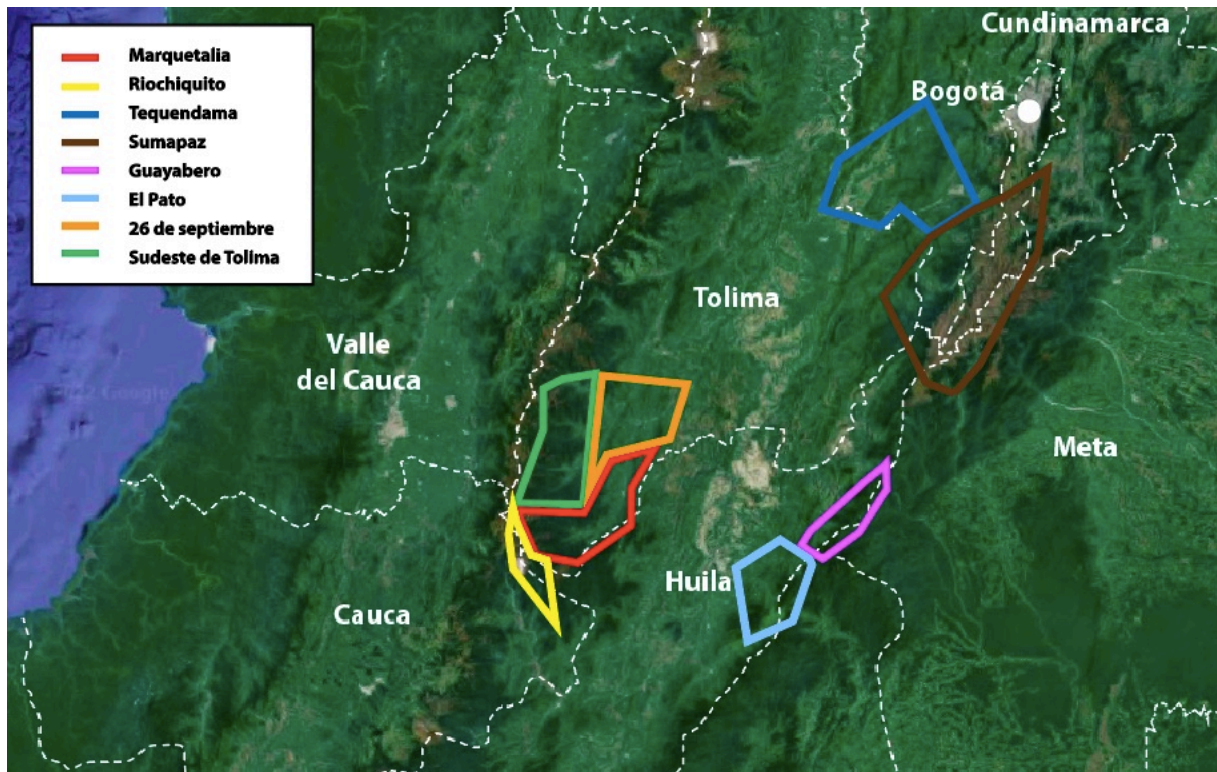 Marquetalia
Riochiquito
Tequendama
Sumapaz
Guayabero
El Pato
26 de septiembre
Sudeste de Tolima
Cundinamarca
Bogotá
Tolima
Valle
del Cauca
Meta
Huila
Cauca